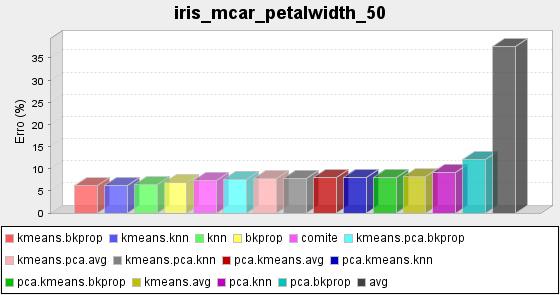 iris_mcar_petalwidth_50
Erro (%)
35
30
25
20
15
10
5
0
kmeans.bkprop kmeans.knn knn bkprop comite kmeans.pca.bkprop
kmeans.pca.avg kmeans.pca.knn pca.kmeans.avg pca.kmeans.knn
pca.kmeans.bkprop kmeans.avg pca.knn pca.bkprop avg